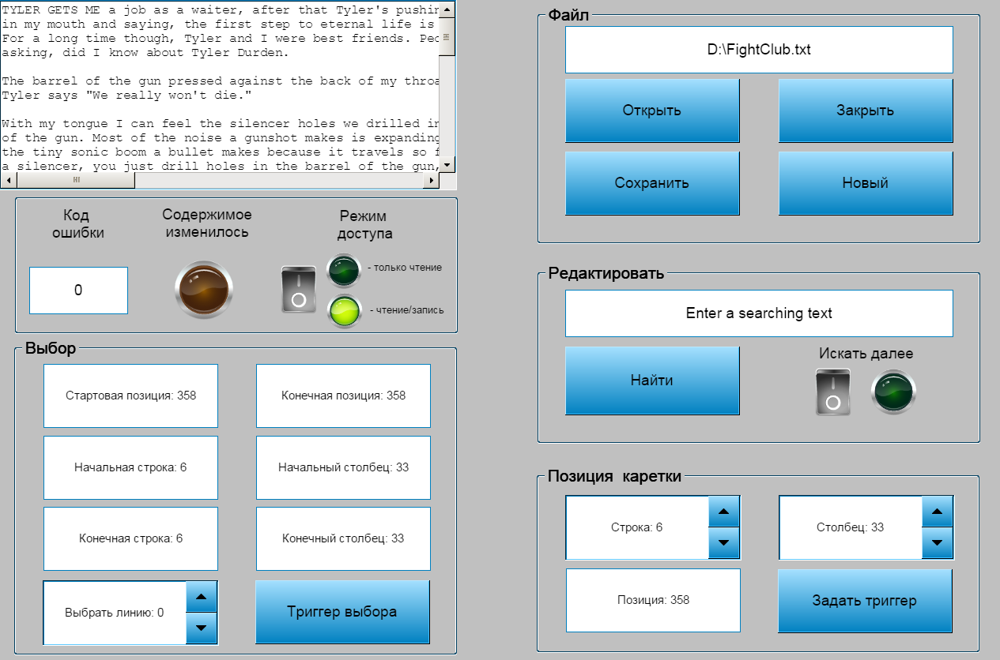 TYLER GETS ME a job as a waiter, after that Tyler's
in my mouth and saying, the first step to eternal life is
For a long time though, Tyler and I were best friends.
asking, did I know about Tyler Durden.
The barrel of the gun pressed against the back of my
Tyler says "We really won't die."
With my tongue I can feel the silencer holes we drilled
of the gun. Most of the noise a gunshot makes is expanding
the tiny sonic boom a bullet makes because it travels so
a silencer, you just drill holes in the barrel of the gun,
Код
ошибки
0
Содержимое
изменилось
Режим
доступа
- только чтение
- чтение/запись
Выбор
Стартовая позиция: 358
Конечная позиция: 358
Начальная строка: 6
Начальный столбец: 33
Конечная строка: 6
Конечный столбец: 33
Выбрать линию: 0
Триггер выбора
Файл
D:\FightClub.txt
Открыть
Закрыть
Сохранить
Новый
Редактировать
Enter a searching text
Найти
Искать далее
Позиция каретки
Строка: 6
Столбец: 33
Позиция: 358
Задать триггер